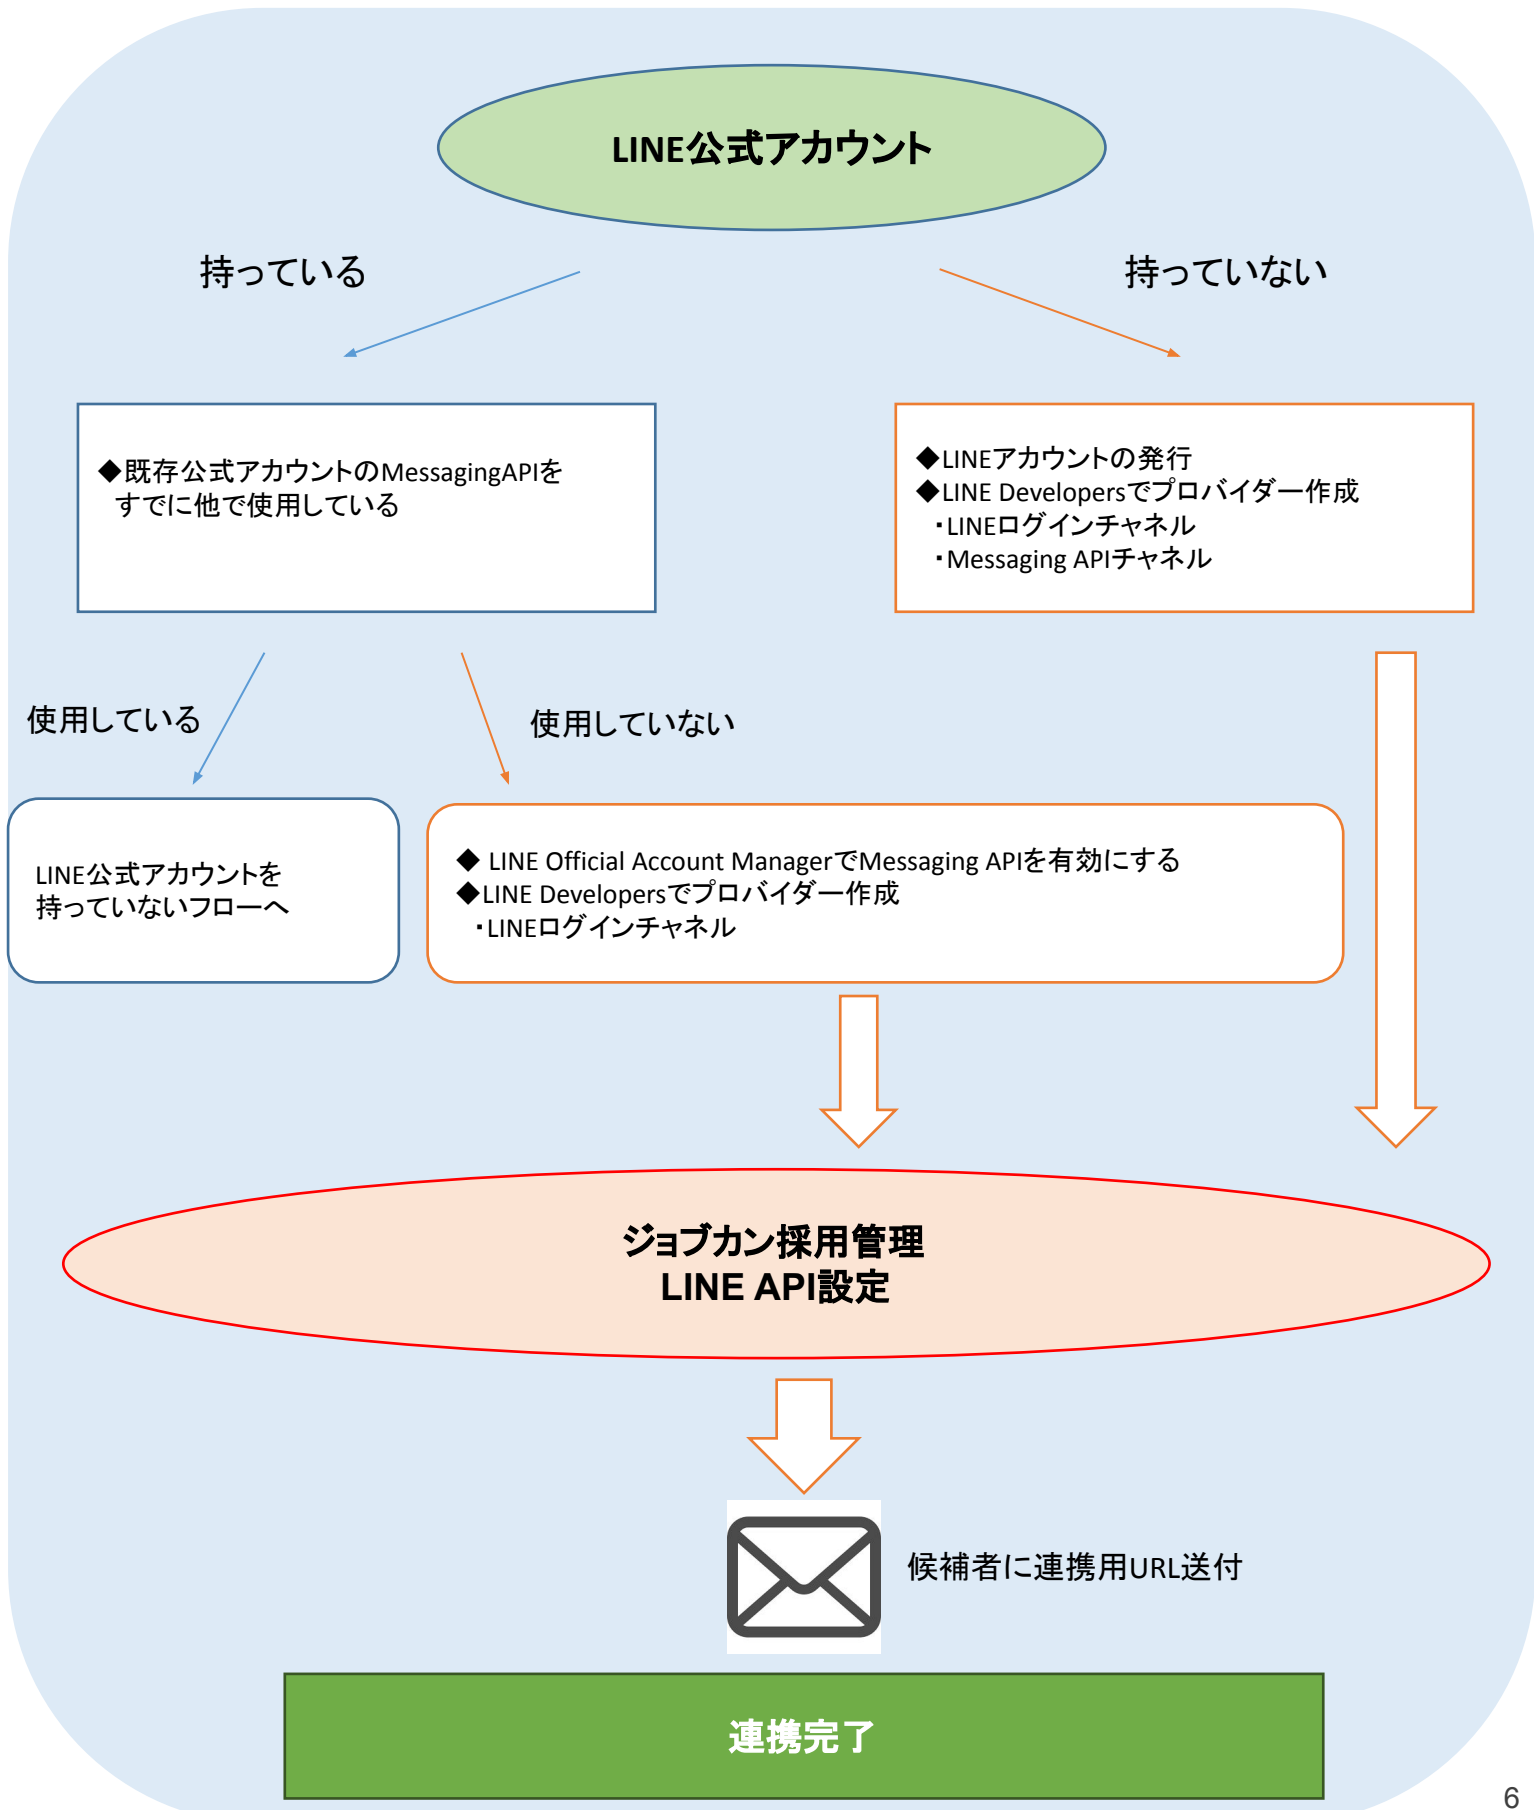 LINE公式アカウント
持っている
持っていない
◆既存公式アカウントのMessagingAPIを
すでに他で使用している
◆LINEアカウントの発行
◆LINE Developersでプロバイダー作成
・LINEログインチャネル
・Messaging APIチャネル
使用している
使用していない
LINE公式アカウントを
持っていないフローへ
◆ LINE Official Account ManagerでMessaging APIを有効にする
◆LINE Developersでプロバイダー作成
・LINEログインチャネル
ジョブカン採用管理
LINE API設定
候補者に連携用URL送付
連携完了
6